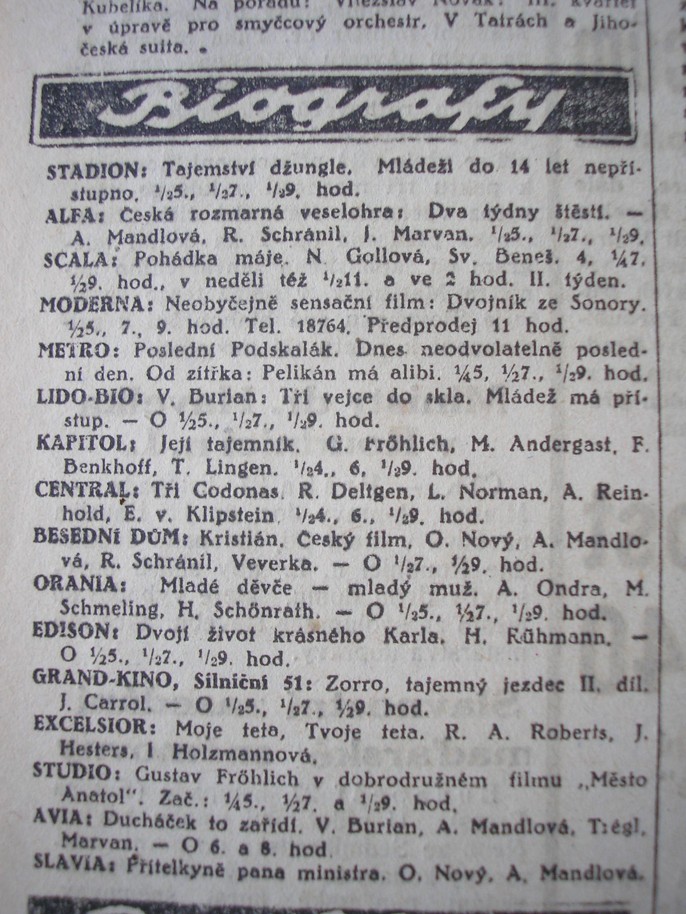 Kubelíka. Na pořadu: Vítězslav Novák: III. kvartet
v úpravě pro smyčcový orchestr, V Tatrách a Jiho-
česká suita.
Biografy
STADION: Tajemství džungle. Mládeži do 14 let nepří-
stupno. ½5., ½7., ½9. hod.
ALFA: Česká rozmarná veselohra: Dva týdny štěstí. —
A. Mandlová, R. Schránil, J. Marvan. ½5., ½7., ½9.
SCALA: Pohádka máje. N. Gollová, Sv. Beneš. 4, ¼7,
½9. hod., v neděli též ½11. a ve 2 hod. II. týden.
MODERNA: Neobyčejně sensační film: Dvojník ze Sonory.
½5., 7., 9. hod. Tel. 18764. Předprodej 11 hod.
METRO: Poslední Podskalák. Dnes neodvolatelně posled-
ní den. Od zítřka: Pelikán má alibi. ¼5, ½7., ½9. hod.
LIDO-BIO: V. Burian: Tři vejce do skla. Mládež má pří-
stup. — O ½5., ½7., ½9. hod.
KAPITOL: Její tajemník. G. Fröhlich, M. Andergast, F.
Benkhoff, T. Lingen. ½4., 6, ½9. hod.
CENTRAL: Tři Codonas. R. Deltgen, L. Norman, A. Rein-
hold, E. v. Klipstein. ½4., 6., ½9. hod.
BESEDNÍ DŮM: Kristián. Český film, O. Nový, A. Mandlo-
vá, R. Schránil, Veverka. — O ½7., ½9. hod.
ORANIA: Mladé děvče — mladý muž. A. Ondra, M.
Schmeling, H. Schönrath. — O ½5., ½7., ½9. hod.
EDISON: Dvojí život krásného Karla. H. Rühmann. —
O ½5., ½7., ½9. hod.
GRAND-KINO, Silniční 51: Zorro, tajemný jezdec II. díl.
J. Carrol. — O ½5., ½7., ½9. hod.
EXCELSIOR: Moje teta, Tvoje teta. R. A. Roberts, J.
Hesters, I Holzmannová.
STUDIO: Gustav Fröhlich v dobrodružném filmu „Město
Anatol". Zač.: ¼5., ½7. a ½9. hod.
AVIA: Ducháček to zařídí. V. Burian, A. Mandlová, Třégl,
Marvan. — O 6. a 8. hod.
SLAVIA: Přítelkyně pana ministra. O. Nový, A. Mandlová.